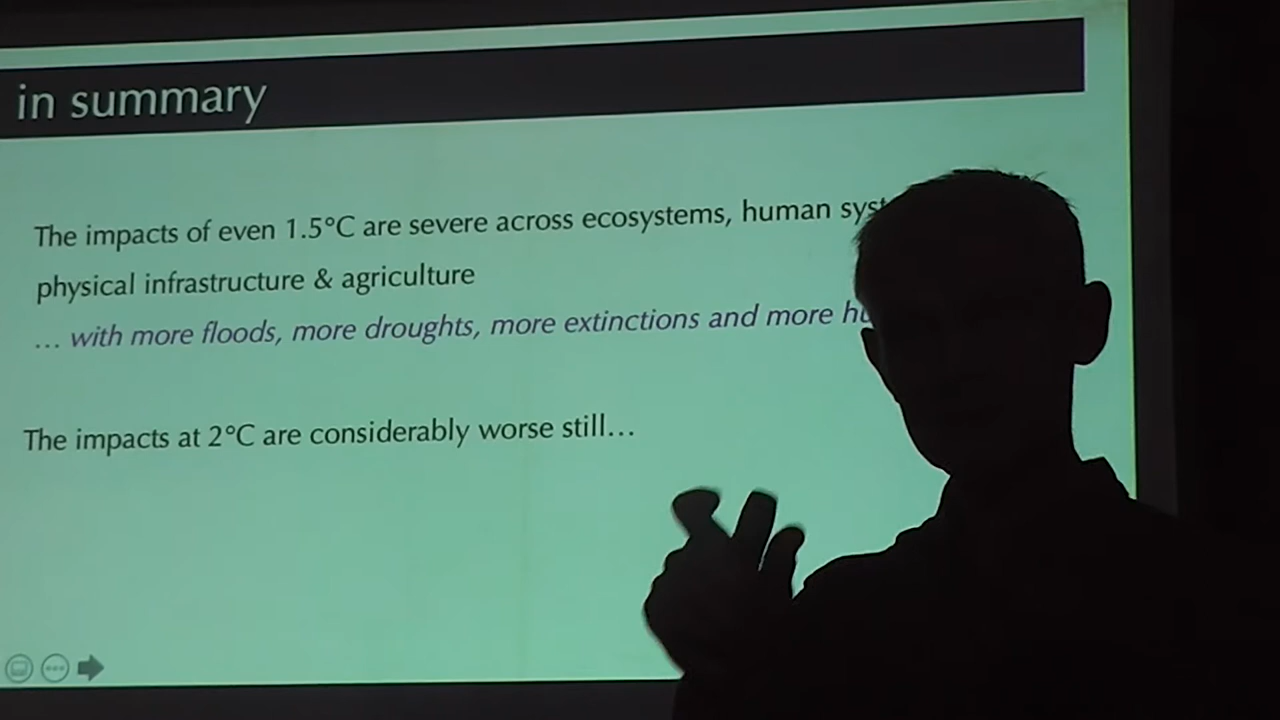 in summary
The impacts of even 1.5°C are severe across ecosystems, human
physical infrastructure & agriculture
... with more floods, more droughts, more extinctions and more
The impacts at 2°C are considerably worse still...